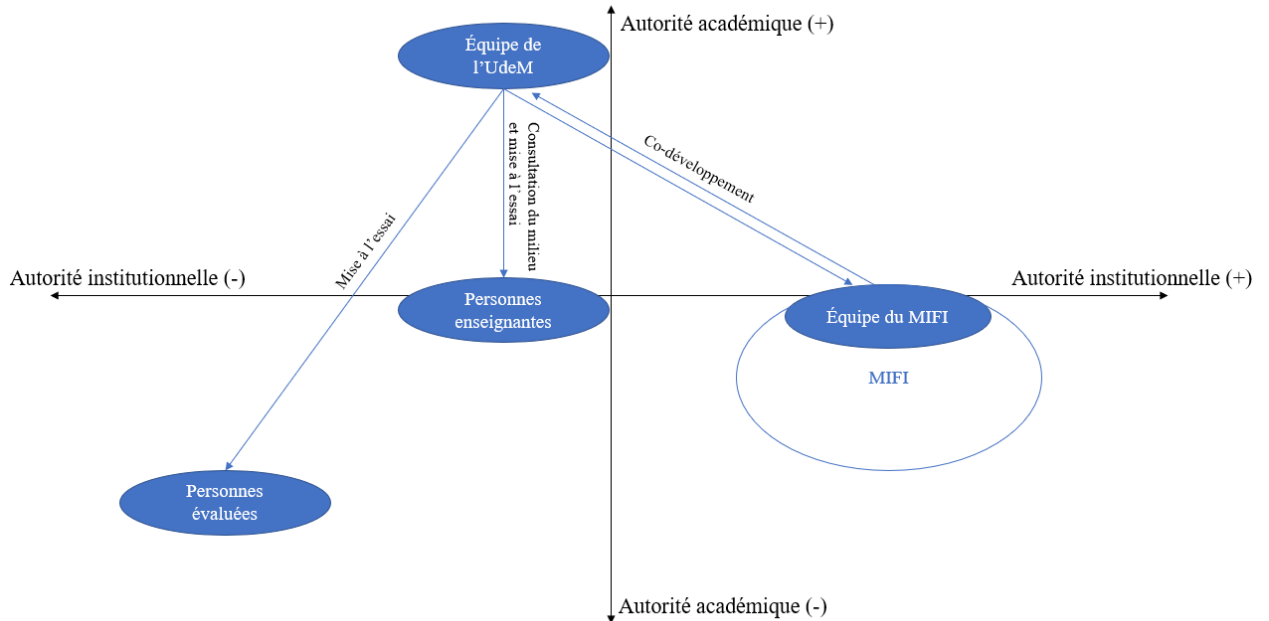 Autorité académique (+)
Équipe de
l’UdeM
Consultation du milieu
et mise à l’essai
Co-développement
Mise à l’essai
Autorité institutionnelle (-)
Autorité institutionnelle (+)
Personnes
enseignantes
Équipe du MIFI
MIFI
Personnes
évaluées
Autorité académique (-)